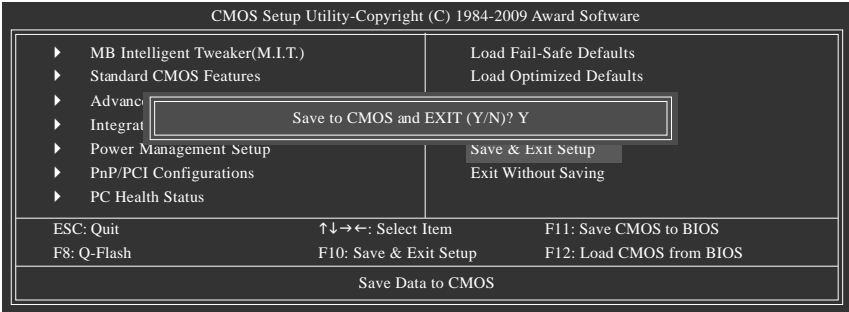 CMOS Setup Utility-Copyright (C) 1984-2009 Award Software
MB Intelligent Tweaker(M.I.T.)
Standard CMOS Features
Power Management Setup
PnP/PCI Configurations
PC Health Status
Load Fail-Safe Defaults
Load Optimized Defaults
Save to CMOS and EXIT (Y/N)? Y
Save & Exit Setup
Exit Without Saving
ESC: Quit
↑↓→←: Select Item
F11: Save CMOS to BIOS
F8: Q-Flash
F10: Save & Exit Setup
F12: Load CMOS from BIOS
Save Data to CMOS